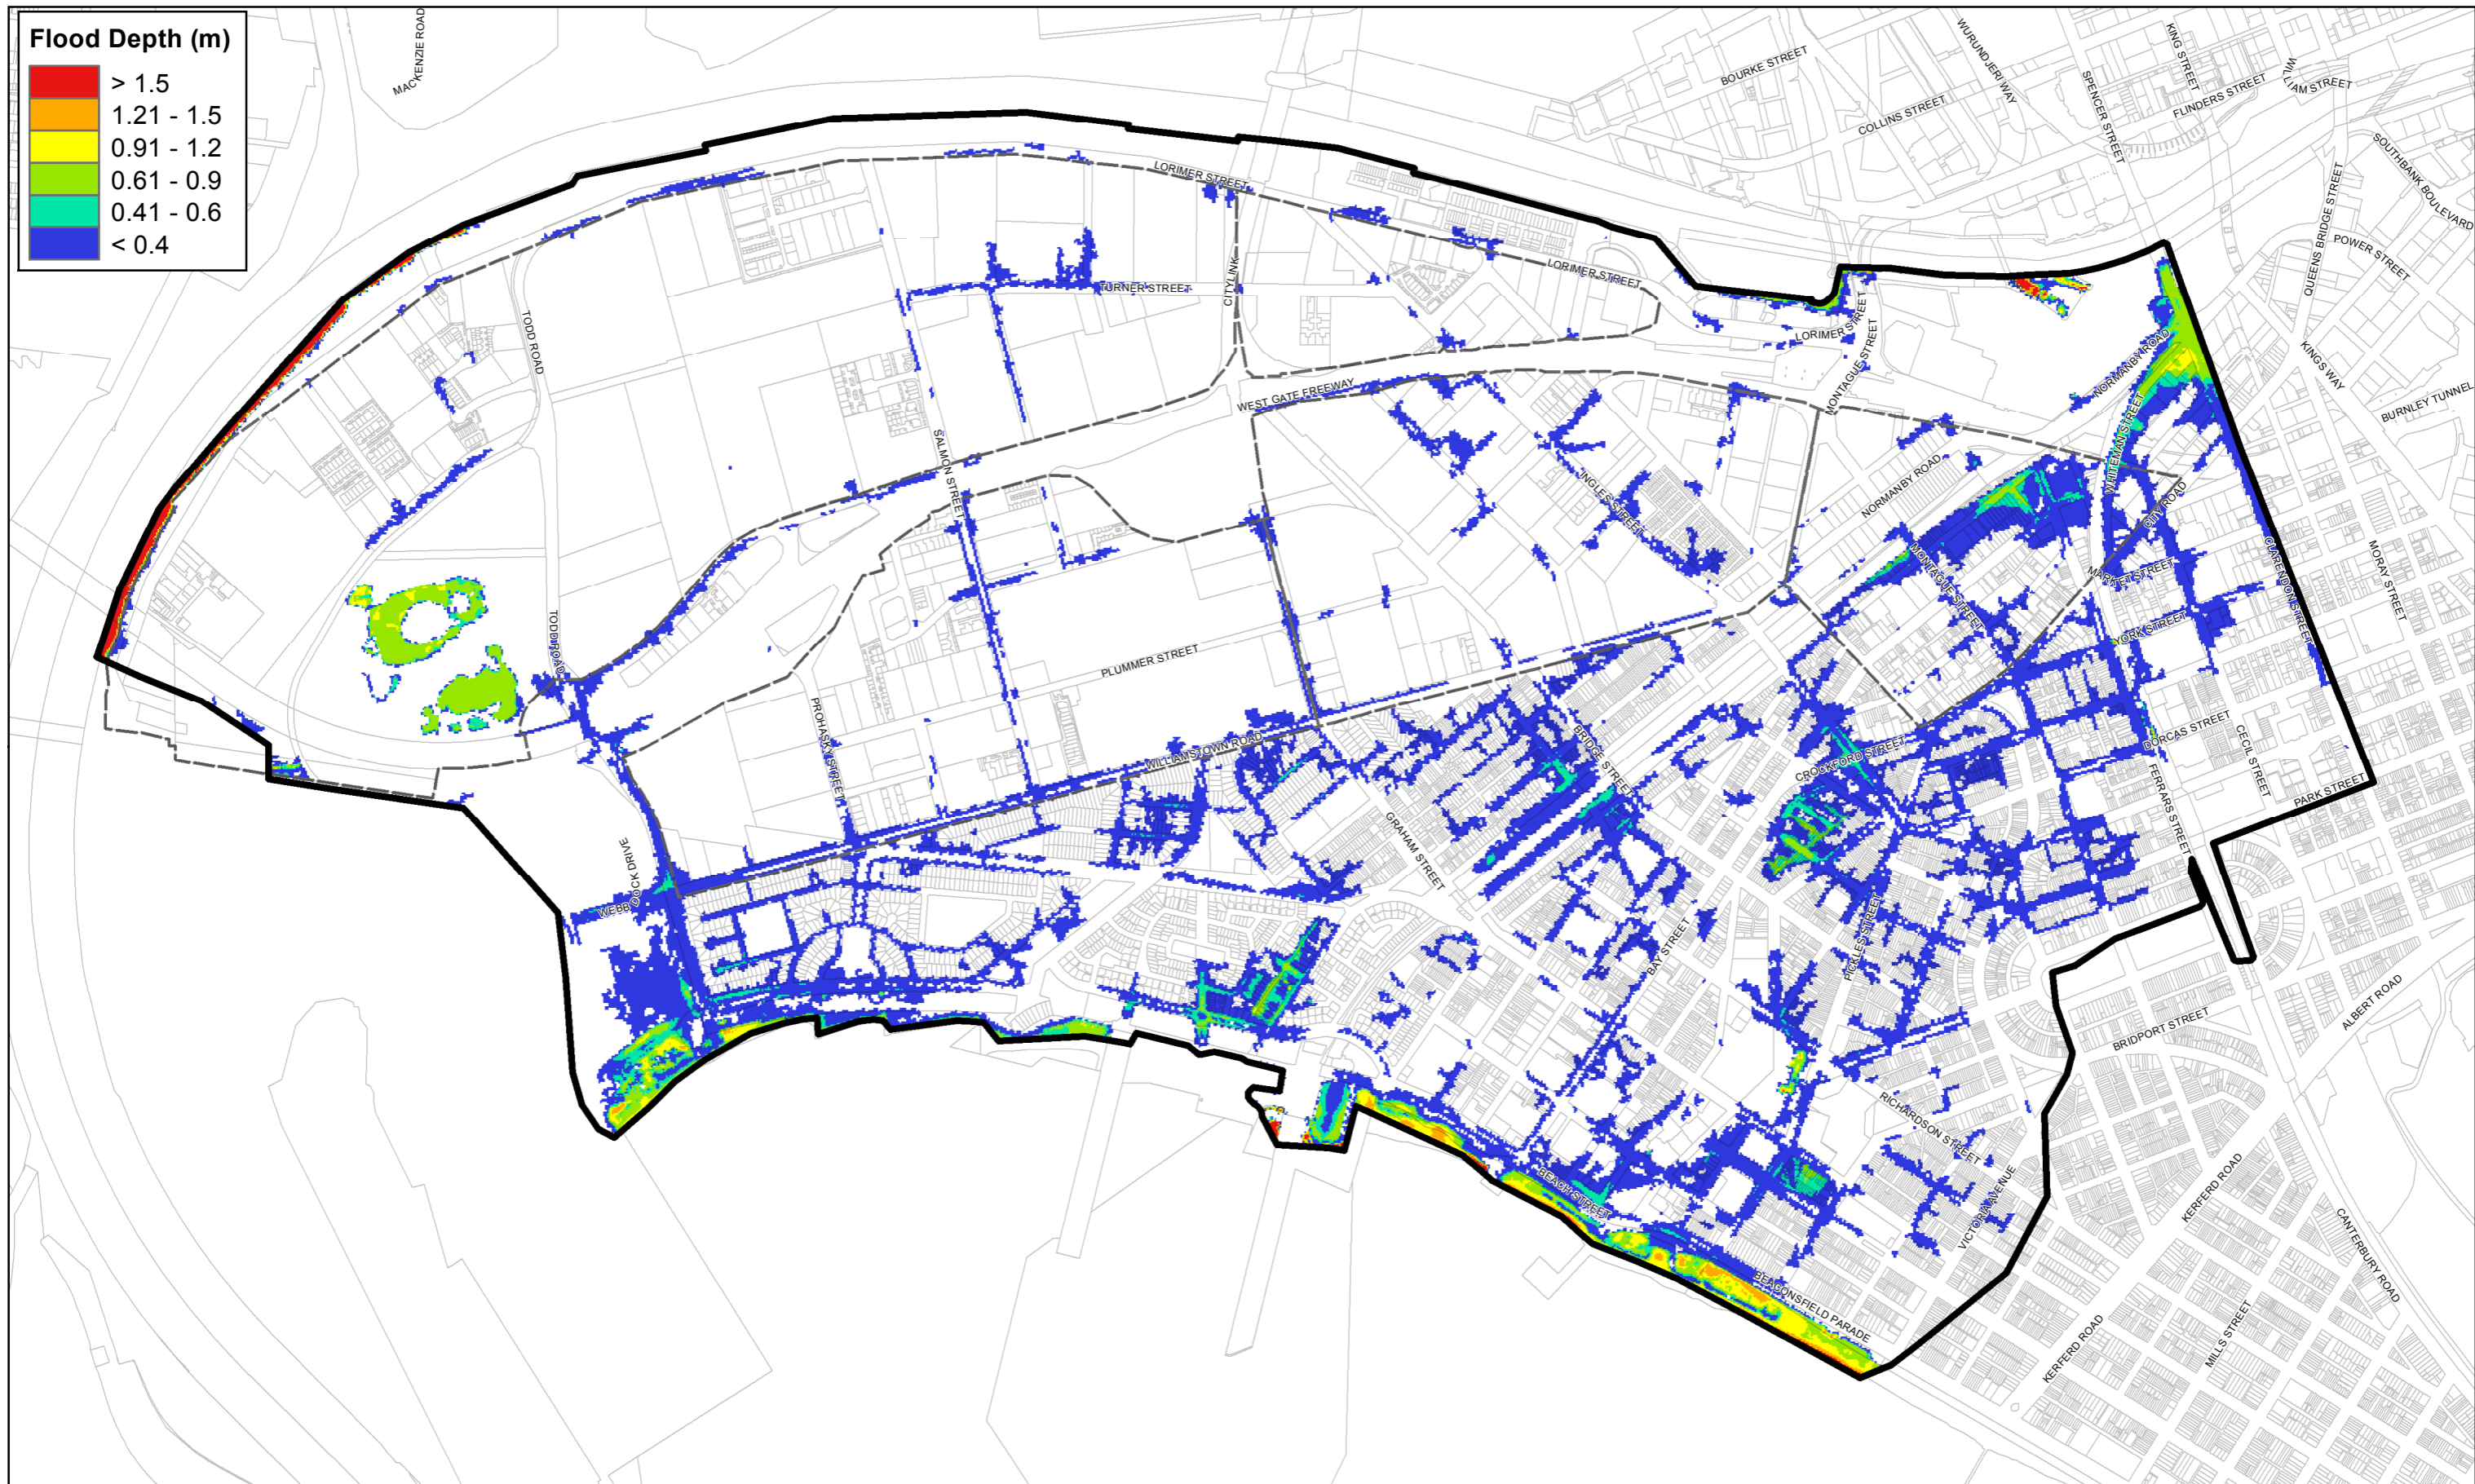 Flood Depth (m)
> 1.5
1.21 - 1.5
0.91 - 1.2
0.61 - 0.9
0.41 - 0.6
< 0.4
MACKENZIE ROAD
BOURKE STREET
WURUNDJERI WAY
KING STREET
WILLIAM STREET
COLLINS STREET
SPENCER STREET
FLINDERS STREET
SOUTHBANK BOULEVARD
QUEENS BRIDGE STREET
POWER STREET
LORIMER STREET
CITYLINK
LORIMER STREET
TURNER STREET
LORIMER STREET
MONTAGUE STREET
NORMANBY ROAD
KINGS WAY
BURNLEY TUNNEL
TODD ROAD
WEST GATE FREEWAY
SALMON STREET
INGLES STREET
NORMANBY ROAD
WHITEMAN STREET
CITY ROAD
MONTAGUE STREET
MARKET STREET
CLARENDON STREET
MORAY STREET
YORK STREET
TODD ROAD
PLUMMER STREET
PROHASKY STREET
WILLIAMSTOWN ROAD
BRIDGE STREET
CROCKFORD STREET
DORCAS STREET
CECIL STREET
FERRARS STREET
PARK STREET
GRAHAM STREET
WEBB DOCK DRIVE
BAY STREET
PICKLES STREET
ALBERT ROAD
BRIDPORT STREET
RICHARDSON STREET
VICTORIA AVENUE
KERFERD ROAD
CANTERBURY ROAD
BEACH STREET
BEACONSFIELD PARADE
KERFERD ROAD
MILLS STREET